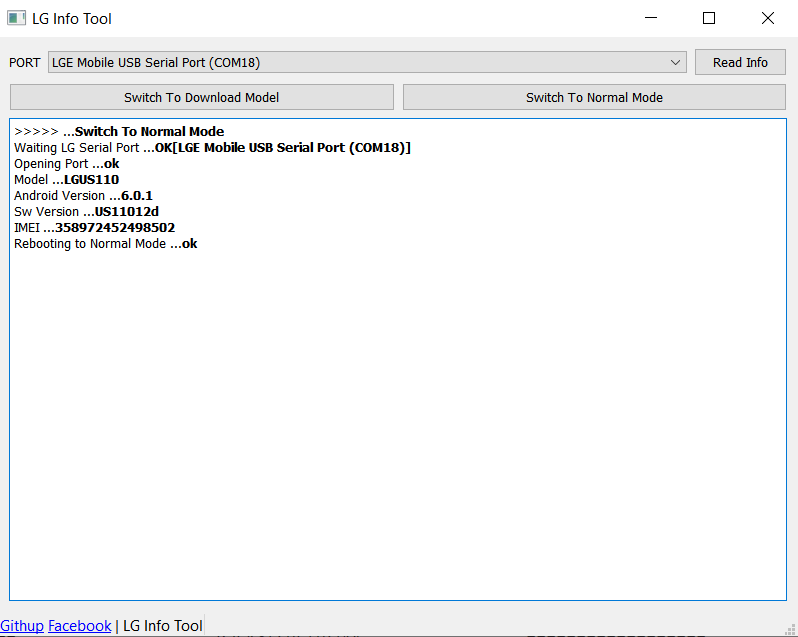 LG Info Tool
PORT LGE Mobile USB Serial Port (COM18) Read Info
Switch To Download Model Switch To Normal Mode
>>>>> ...Switch To Normal Mode
Waiting LG Serial Port ...OK[LGE Mobile USB Serial Port (COM18)]
Opening Port ...ok
Model ...LGUS110
Android Version ...6.0.1
Sw Version ...US11012d
IMEI ...358972452498502
Rebooting to Normal Mode ...ok
Githup Facebook | LG Info Tool